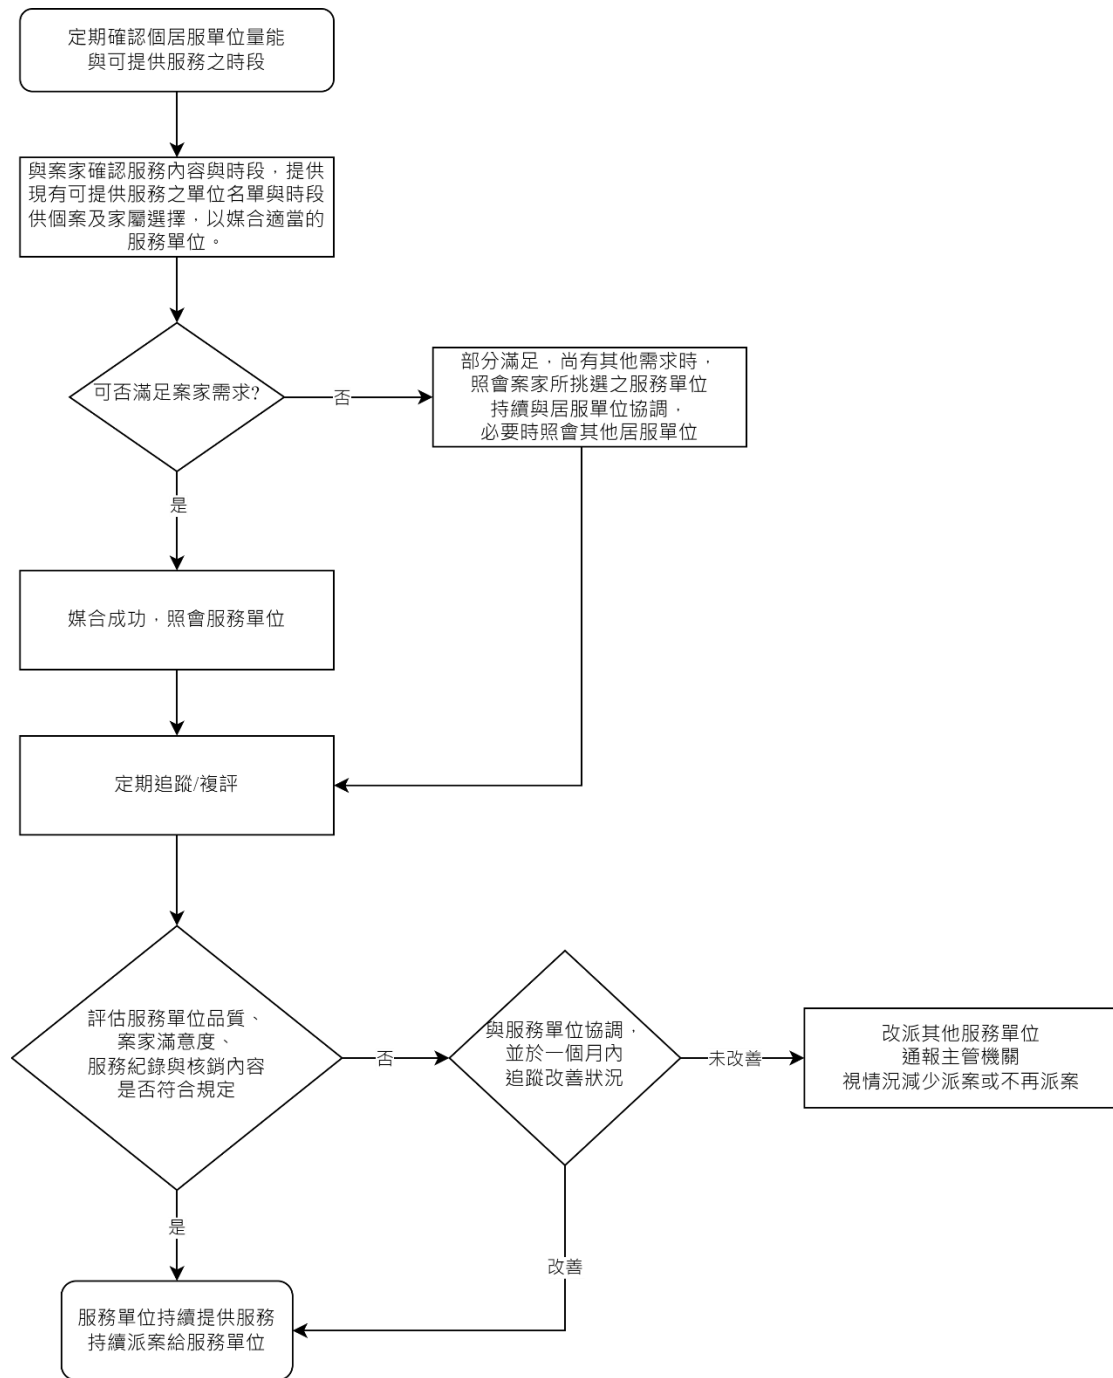 定期確認個居服單位量能
與可提供服務之時段
與案家確認服務內容與時段，提供
現有可提供服務之單位名單與時段
供個案及家屬選擇，以媒合適當的
服務單位。
可否滿足案家需求?
否
部分滿足，尚有其他需求時，
照會案家所挑選之服務單位
持續與居服單位協調，
必要時照會其他居服單位
是
媒合成功，照會服務單位
定期追蹤/複評
評估服務單位品質、
案家滿意度、
服務紀錄與核銷內容
是否符合規定
否
與服務單位協調，
並於一個月內
追蹤改善狀況
未改善
改派其他服務單位
通報主管機關
視情況減少派案或不再派案
是
改善
服務單位持續提供服務
持續派案給服務單位